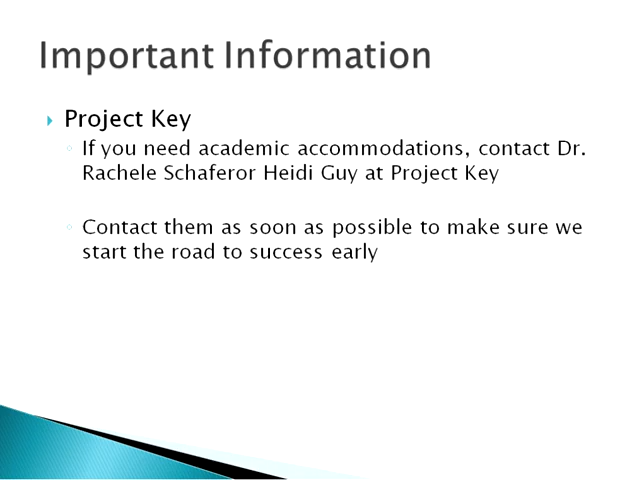 Important Information
Project Key
If you need academic accommodations, contact Dr.
Rachele Schaferor Heidi Guy at Project Key
Contact them as soon as possible to make sure we
start the road to success early